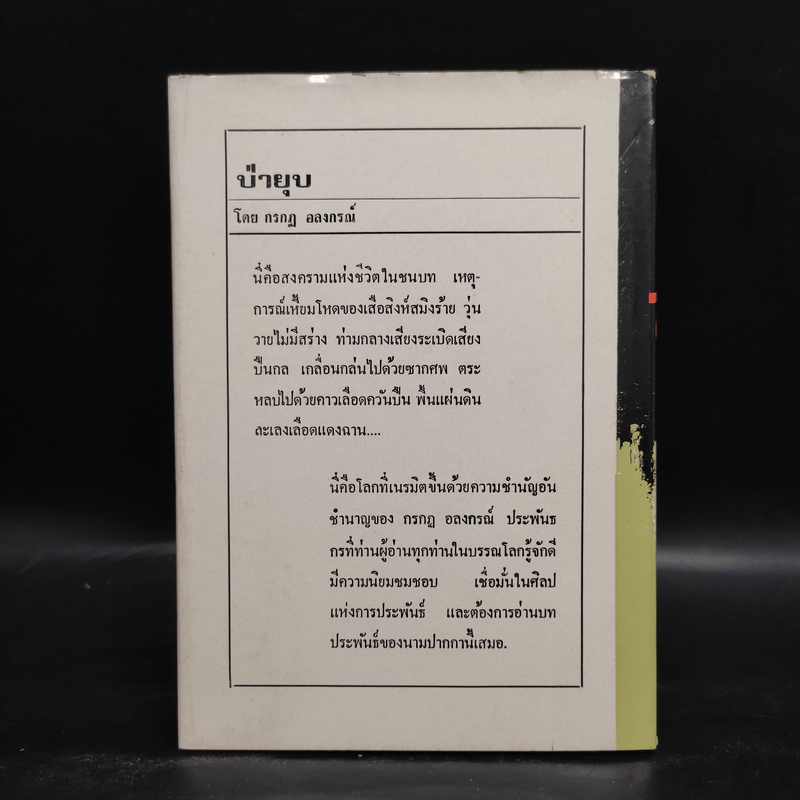 ป่ายุบ
โดย กรกฏ อลงกรณ์
นี่คือสงครามแห่งชีวิตในชนบท เหตุ-
การณ์เหี้ยมโหดของเสือสิงห์สมิงร้าย วุ่น
วายไม่มีสร่าง ท่ามกลางเสียงระเบิดเสียง
ปืนกล เกลื่อนกล่นไปด้วยซากศพ ตระ
หลบไปด้วยคาวเลือดควันปืน พื้นแผ่นดิน
ละเลงเลือดแดงฉาน....
นี่คือโลกที่เนรมิตขึ้นด้วยความชำนัญอัน
ชำนาญของ กรกฏ อลงกรณ์ ประพันธ
กรที่ท่านผู้อ่านทุกท่านในบรรณโลกรู้จักดี
มีความนิยมชมชอบ เชื่อมั่นในศิลป
แห่งการประพันธ์ และต้องการอ่านบท
ประพันธ์ของนามปากกานี้เสมอ.